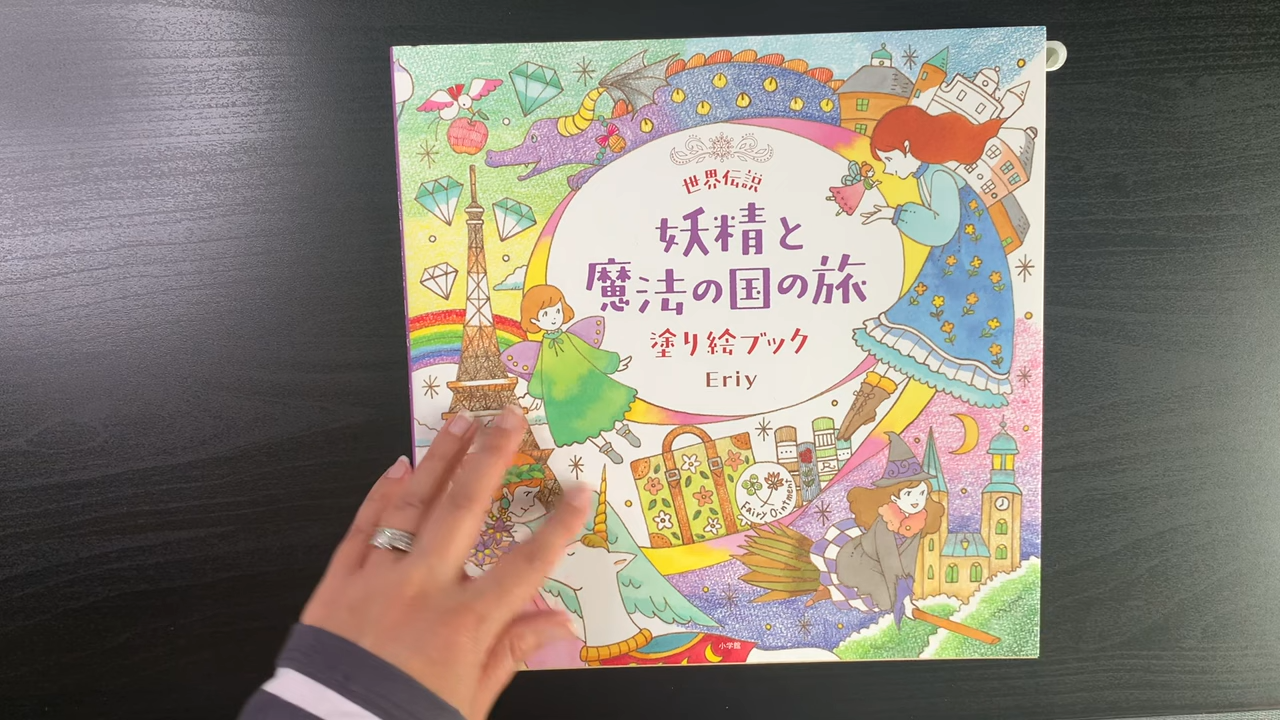 世界伝説
妖精と
魔法の国の旅
塗り絵ブック
Eriy
Fairy Ointment
小学館